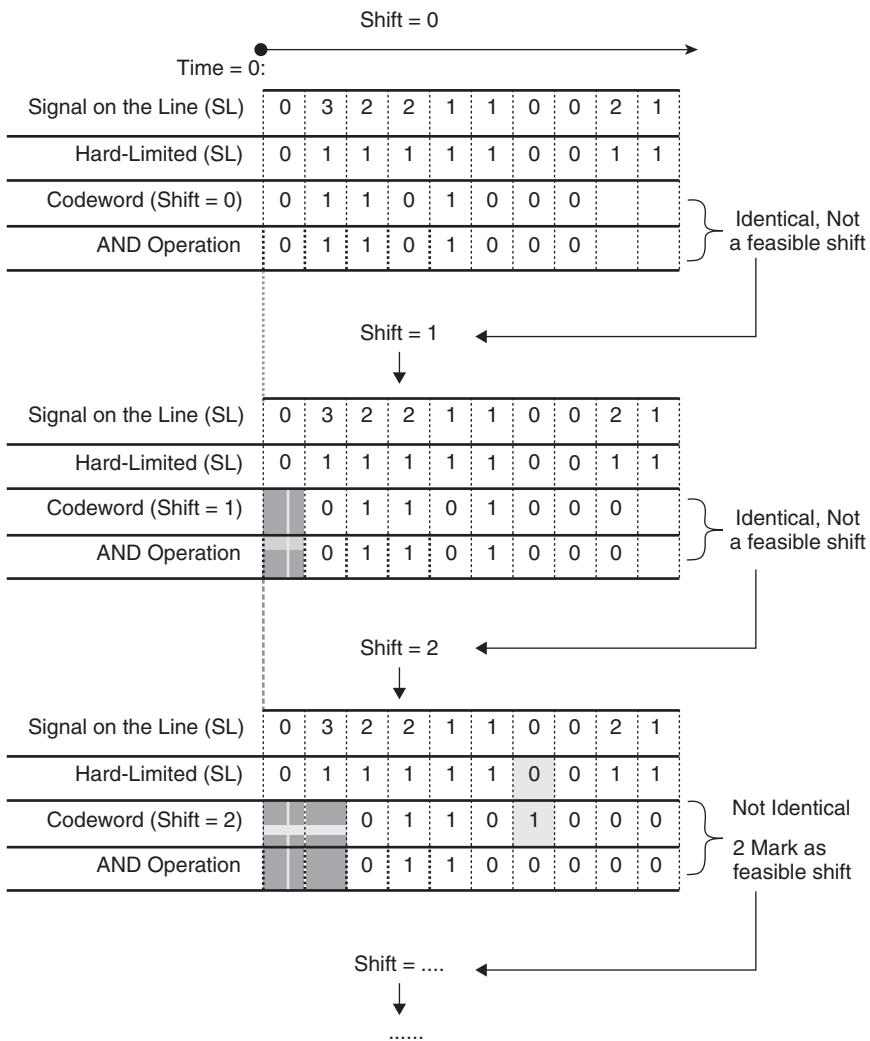 Shift = 0
Time = 0:
Signal on the Line (SL) 0 3 2 2 1 1 0 0 2 1
Hard-Limited (SL) 0 1 1 1 1 1 0 0 1 1
Codeword (Shift = 0) 0 1 1 0 1 0 0 0
AND Operation 0 1 1 0 1 0 0 0
Identical, Not
a feasible shift
Shift = 1
Signal on the Line (SL) 0 3 2 2 1 1 0 0 2 1
Hard-Limited (SL) 0 1 1 1 1 1 0 0 1 1
Codeword (Shift = 1) 0 1 1 0 1 0 0 0
AND Operation 0 1 1 0 1 0 0 0
Identical, Not
a feasible shift
Shift = 2
Signal on the Line (SL) 0 3 2 2 1 1 0 0 2 1
Hard-Limited (SL) 0 1 1 1 1 1 0 0 1 1
Codeword (Shift = 2) 0 1 1 0 1 0 0 0
AND Operation 0 1 1 0 0 0 0 0
Not Identical
2 Mark as
feasible shift
Shift = ....
......